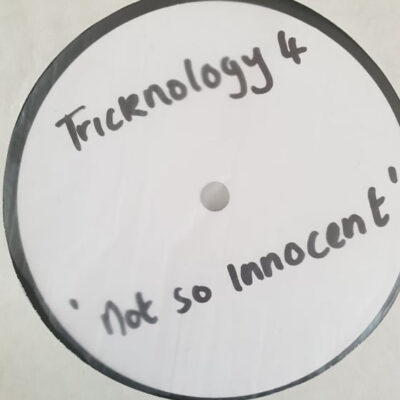 Tricknology 4
'Not so Innocent'